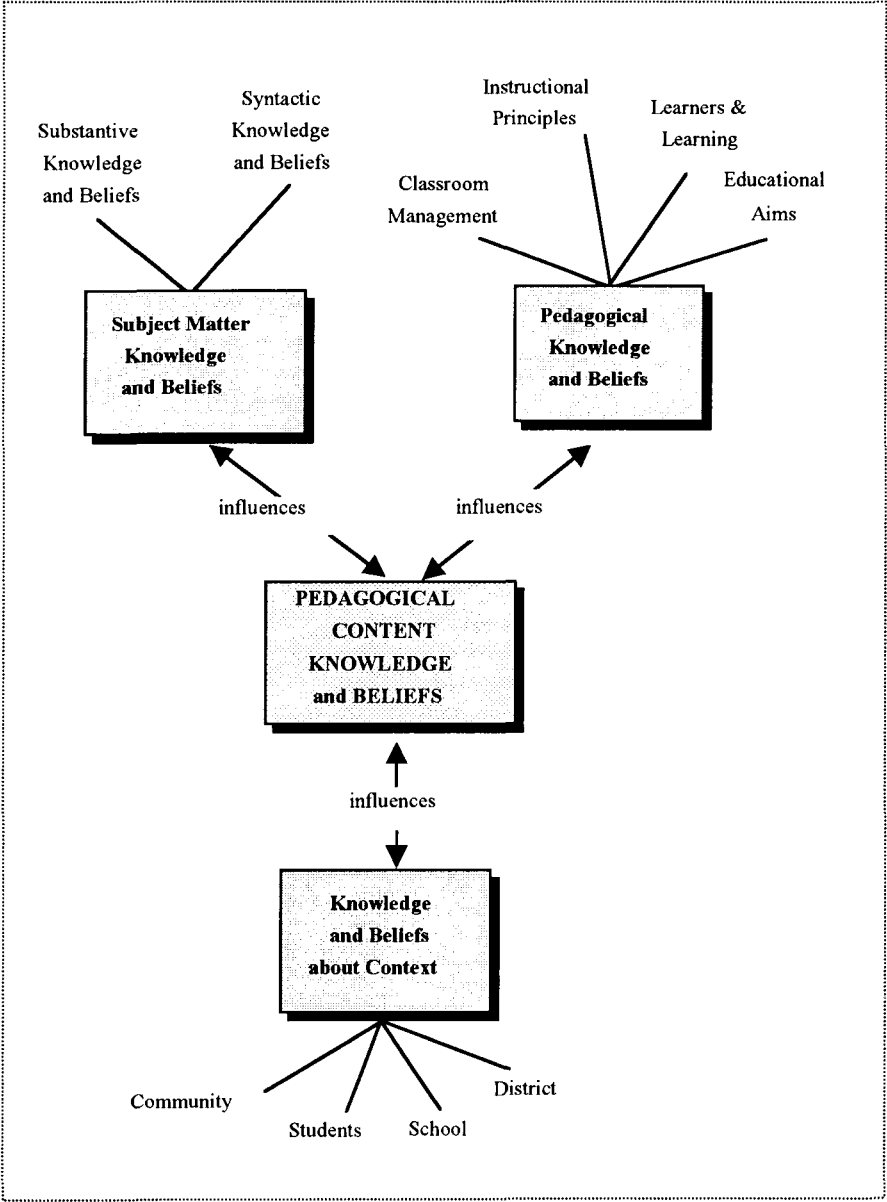 Substantive
Knowledge
and Beliefs
Syntactic
Knowledge
and Beliefs
Instructional
Principles
Learners &
Learning
Classroom
Management
Educational
Aims
Subject Matter
Knowledge
and Beliefs
Pedagogical
Knowledge
and Beliefs
influences
influences
PEDAGOGICAL
CONTENT
KNOWLEDGE
and BELIEFS
influences
Knowledge
and Beliefs
about Context
Community
Students
School
District